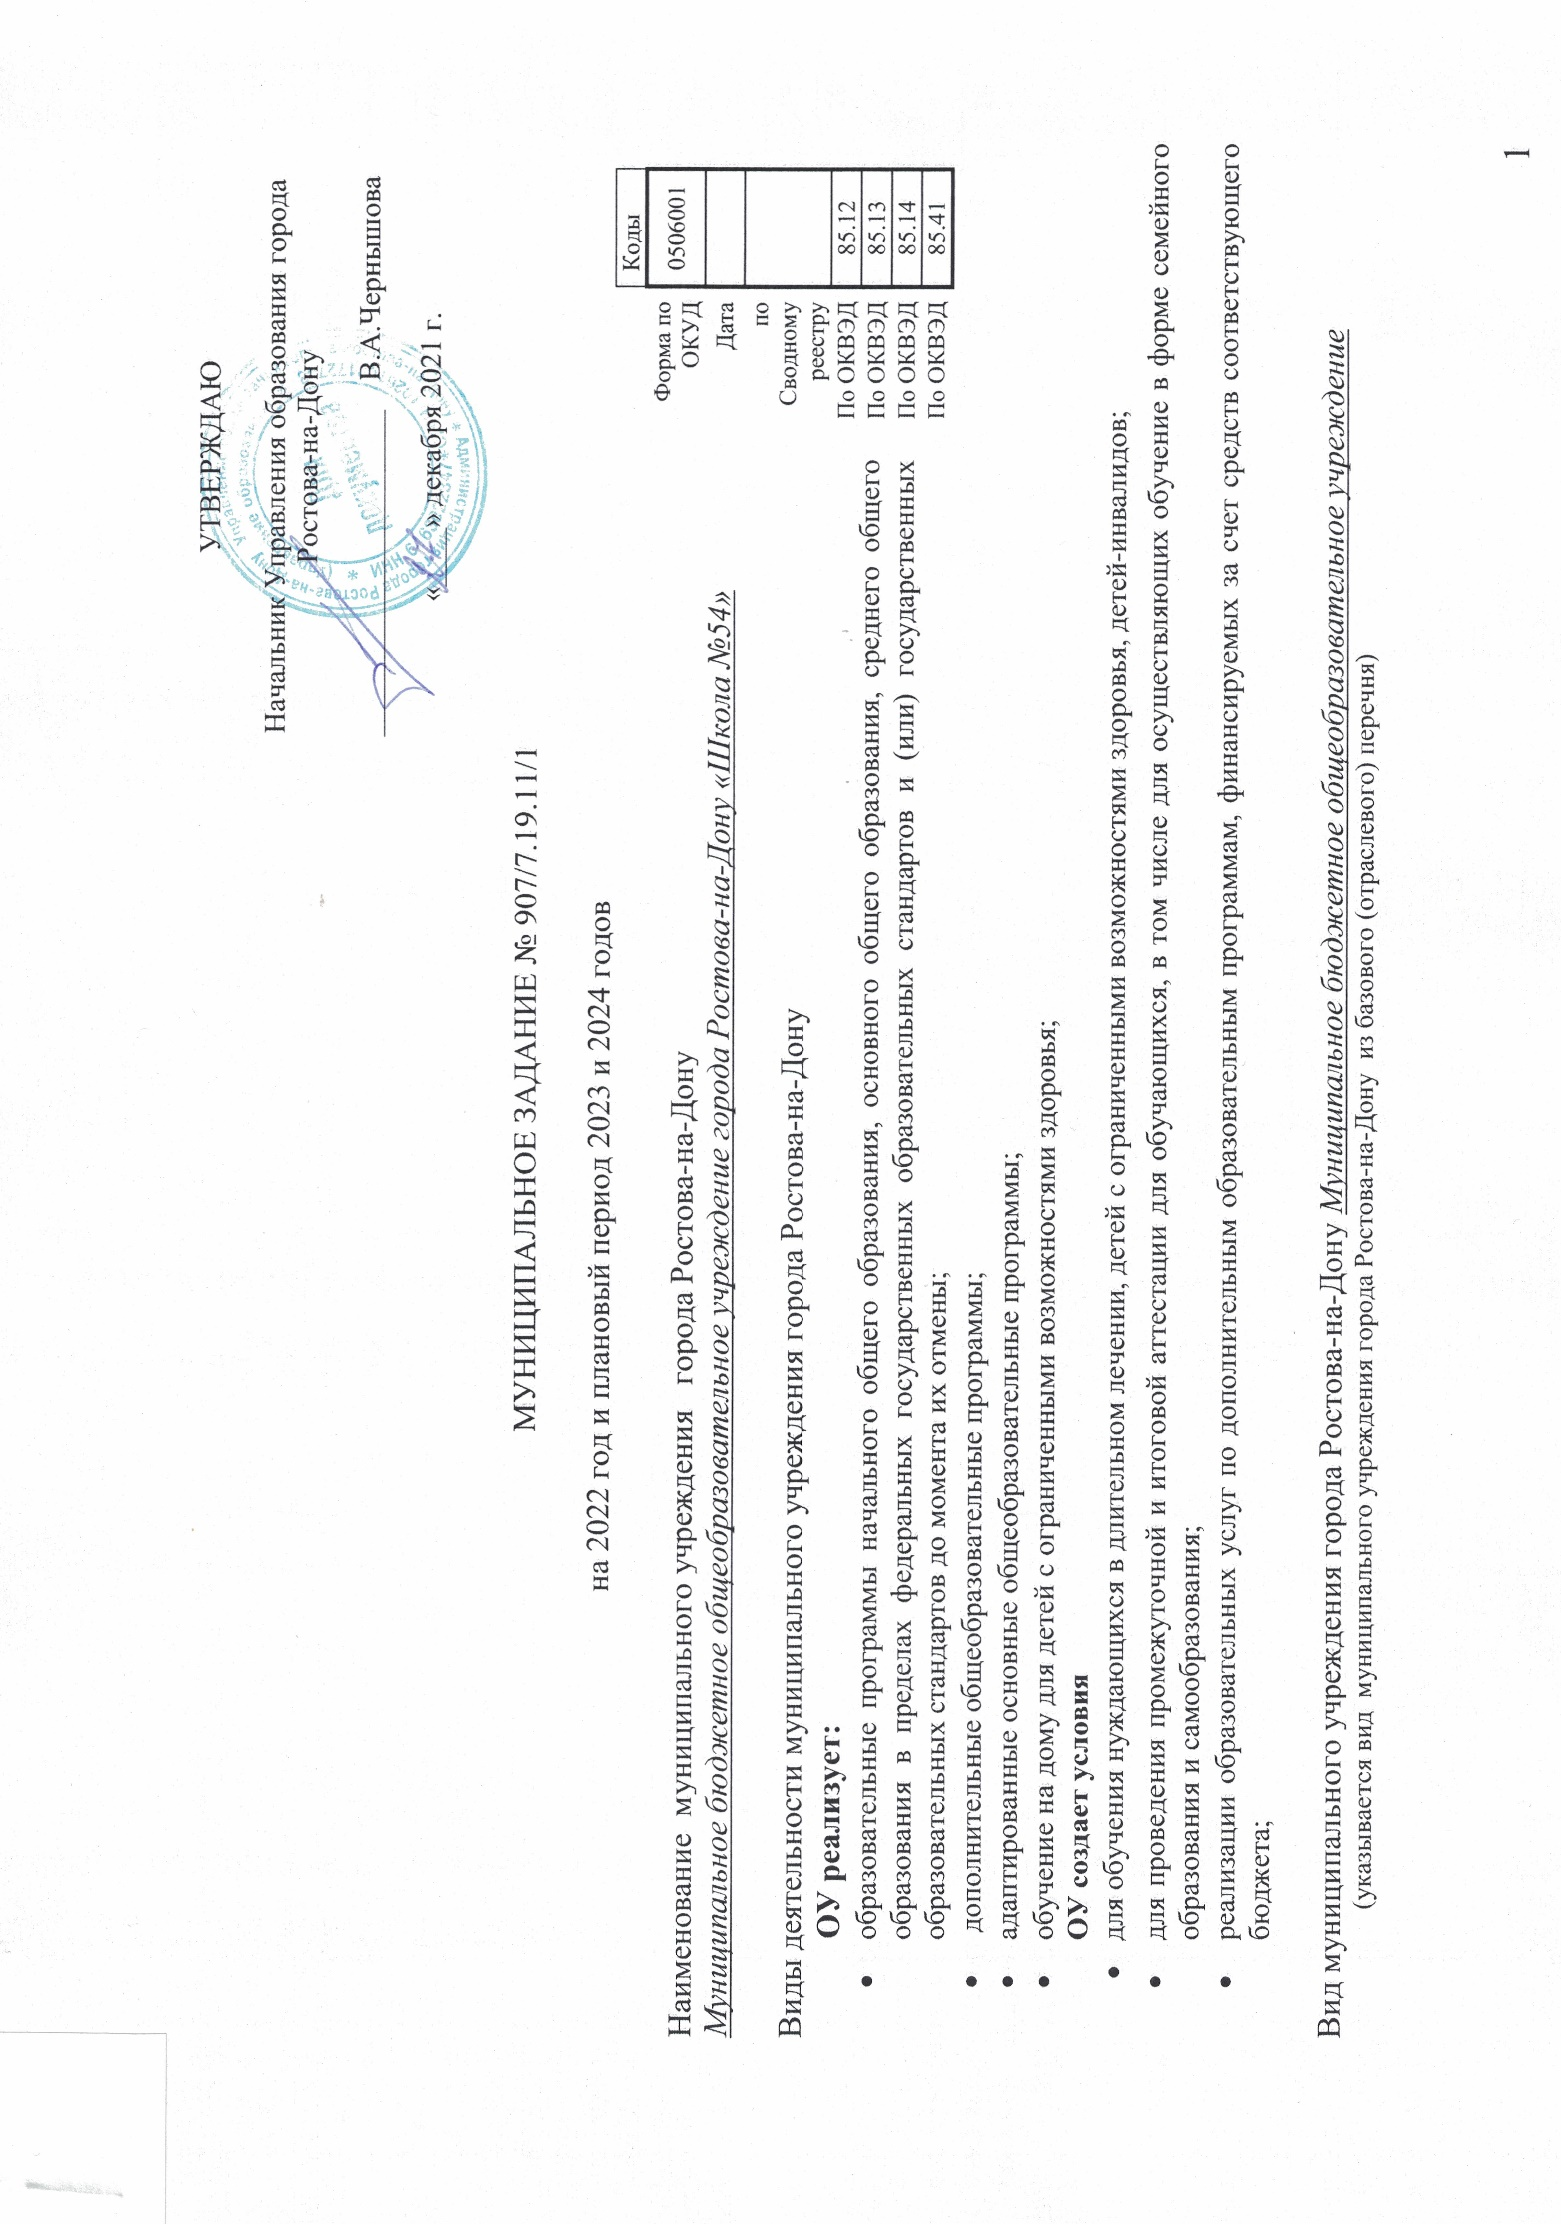 УТВЕРЖДАЮ
Начальник Управления образования города
Ростова-на-Дону
В.А.Чернышова
« » декабря 2021 г.
МУНИЦИПАЛЬНОЕ ЗАДАНИЕ № 907/7.19.11/1
на 2022 год и плановый период 2023 и 2024 годов
Коды
Форма по
ОКУД
0506001
Дата
по
Сводному
реестру
По ОКВЭД 85.12
По ОКВЭД 85.13
По ОКВЭД 85.14
По ОКВЭД 85.41
Наименование муниципального учреждения города Ростова-на-Дону
Муниципальное бюджетное общеобразовательное учреждение города Ростова-на-Дону «Школа №54»
Виды деятельности муниципального учреждения города Ростова-на-Дону
ОУ реализует:
• образовательные программы начального общего образования, основного общего образования, среднего общего
образования в пределах федеральных государственных образовательных стандартов и (или) государственных
образовательных стандартов до момента их отмены;
• дополнительные общеобразовательные программы;
• адаптированные основные общеобразовательные программы;
• обучение на дому для детей с ограниченными возможностями здоровья;
ОУ создает условия
• для обучения нуждающихся в длительном лечении, детей с ограниченными возможностями здоровья, детей-инвалидов;
• для проведения промежуточной и итоговой аттестации для обучающихся, в том числе для осуществляющих обучение в форме семейного
образования и самообразования;
• реализации образовательных услуг по дополнительным образовательным программам, финансируемых за счет средств соответствующего
бюджета;
Вид муниципального учреждения города Ростова-на-Дону Муниципальное бюджетное общеобразовательное учреждение
(указывается вид муниципального учреждения города Ростова-на-Дону из базового (отраслевого) перечня)
1